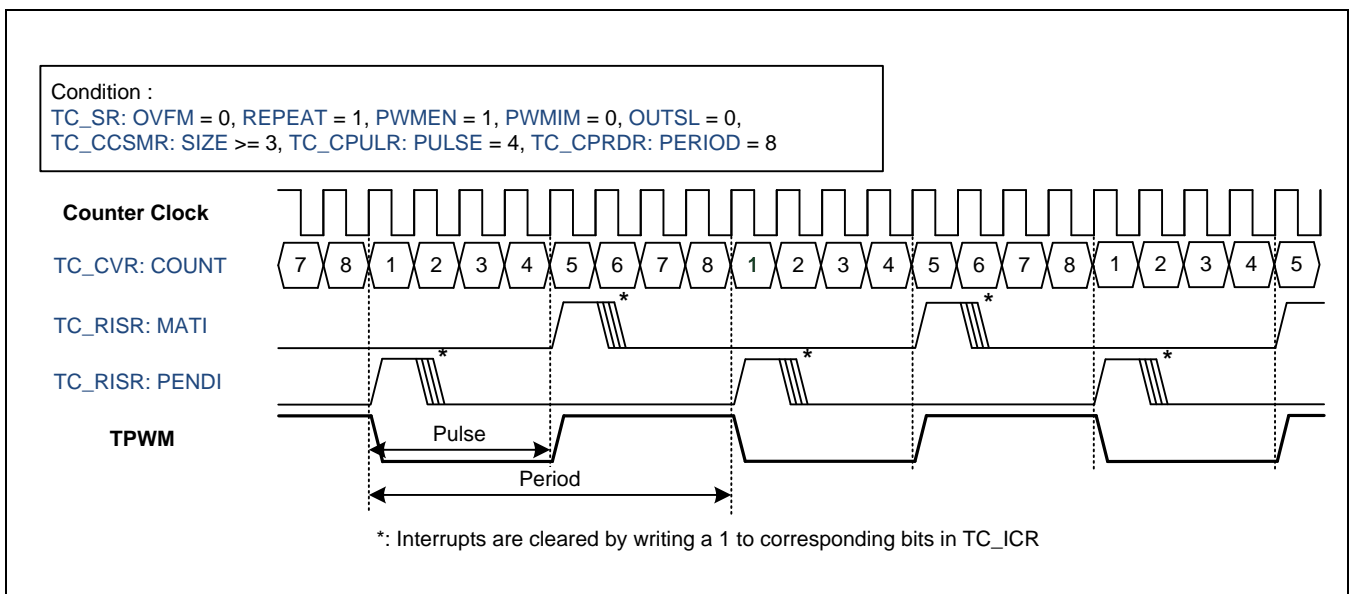 Condition :
TC_SR: OVFM = 0, REPEAT = 1, PWMEN = 1, PWMIM = 0, OUTSL = 0,
TC_CCSMR: SIZE >= 3, TC_CPULR: PULSE = 4, TC_CPRDR: PERIOD = 8
Counter Clock
TC_CVR: COUNT 7 8 1 2 3 4 5 6 7 8 1 2 3 4 5 6 7 8 1 2 3 4 5
* *
TC_RISR: MATI
* * *
TC_RISR: PENDI
TPWM Pulse
Period
*: Interrupts are cleared by writing a 1 to corresponding bits in TC_ICR